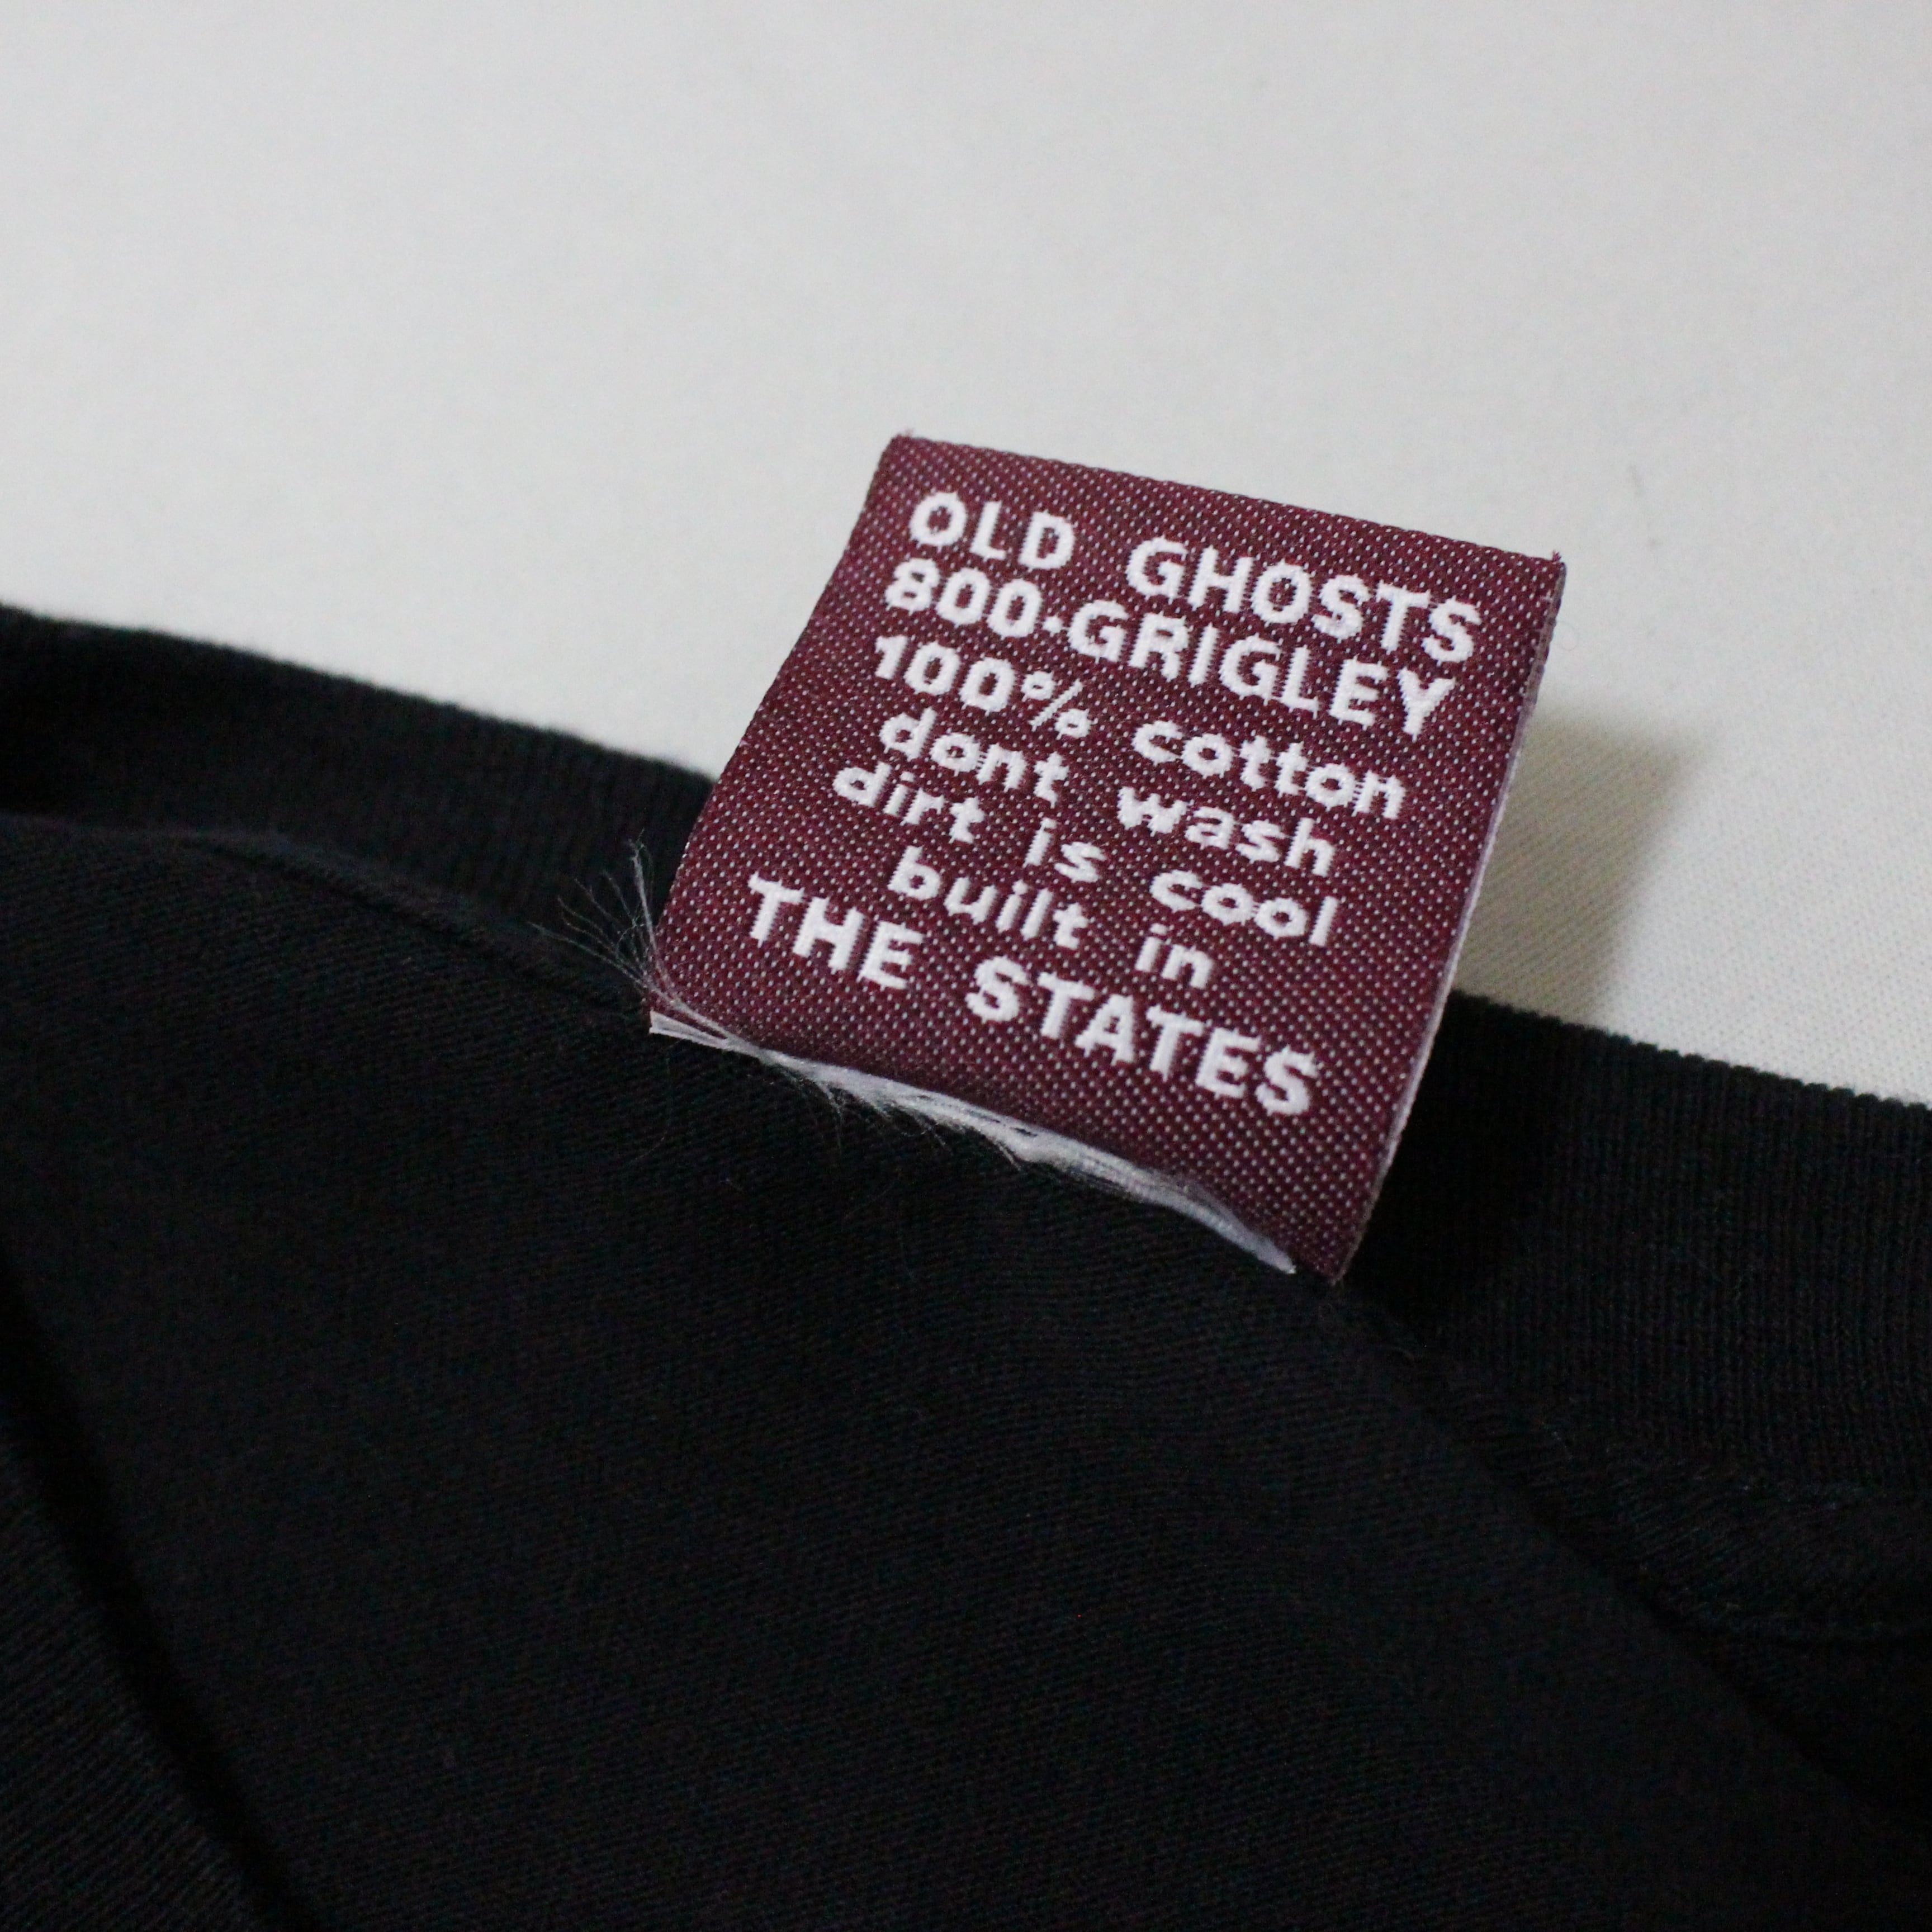 OLD GHOSTS
800-GRIGLEY
100% cotton
dont wash
dirt is cool
built in
THE STATES